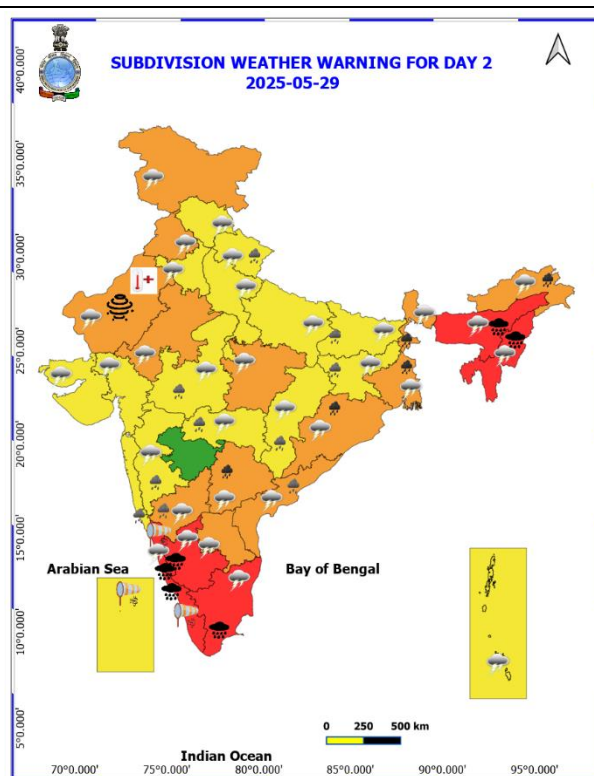 SUBDIVISION WEATHER WARNING FOR DAY 2
2025-05-29
40°0.000'
35°0.000'
30°0.000'
25°0.000'
20°0.000'
15°0.000'
10°0.000'
5°0.000'
Arabian Sea
Bay of Bengal
0 250 500 km
Indian Ocean
70°0.000' 75°0.000' 80°0.000' 85°0.000' 90°0.000' 95°0.000'